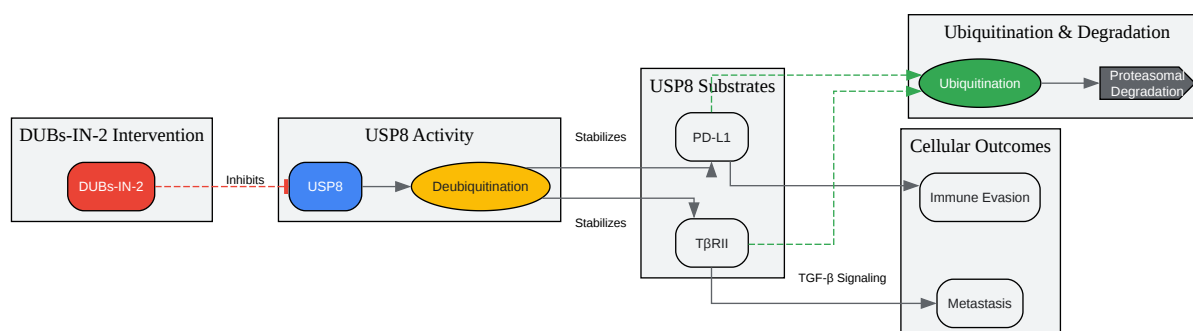 Ubiquitination & Degradation
Ubiquitination
Proteasomal
Degradation
USP8 Substrates
DUBs-IN-2 Intervention
USP8 Activity
Stabilizes
PD-L1
Cellular Outcomes
DUBs-IN-2
Inhibits
USP8
Deubiquitination
Immune Evasion
Stabilizes
TβRII
TGF-β Signaling
Metastasis